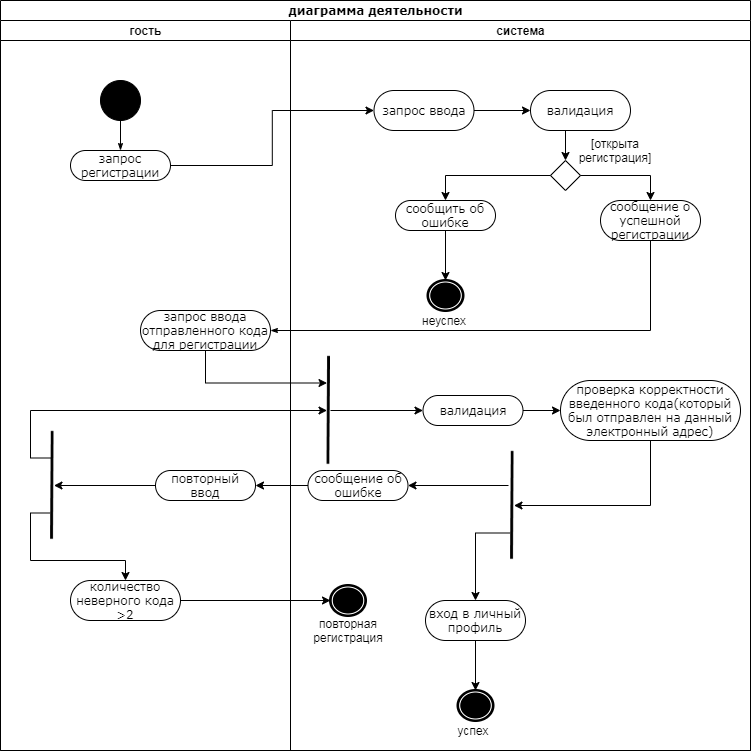 диаграмма деятельности
гость
система
запрос
регистрации
запрос ввода
валидация
[открыта
регистрация]
сообщить об
ошибке
сообщение о
успешной
регистрации
неуспех
запрос ввода
отправленного кода
для регистрации
валидация
проверка корректности
введенного кода(который
был отправлен на данный
электронный адрес)
повторный
ввод
сообщение об
ошибке
количество
неверного кода
>2
повторная
регистрация
вход в личный
профиль
успех